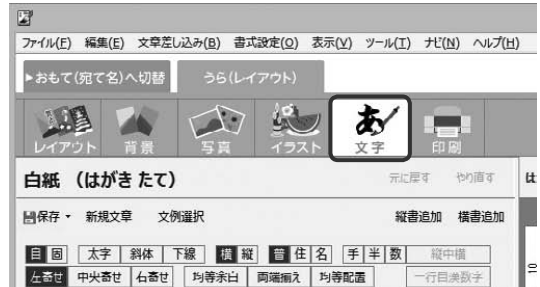 ファイル(F) 編集(E) 文章差し込み(B) 書式設定(O) 表示(V) ツール(T) ナビ(N) ヘルプ(H)
▶おもて(宛て名)へ切替 うら(レイアウト)
レイアウト 背景 写真 イラスト 文字 印刷
白紙 (はがき たて) 元に戻す やり直す は
保存 新規文章 文例選択 縦書追加 横書追加
自 固 太字 斜体 下線 横 縦 普 住 名 手 半 数 縦中横
左寄せ 中央寄せ 右寄せ 均等余白 両端揃え 均等配置 一行目漢数字